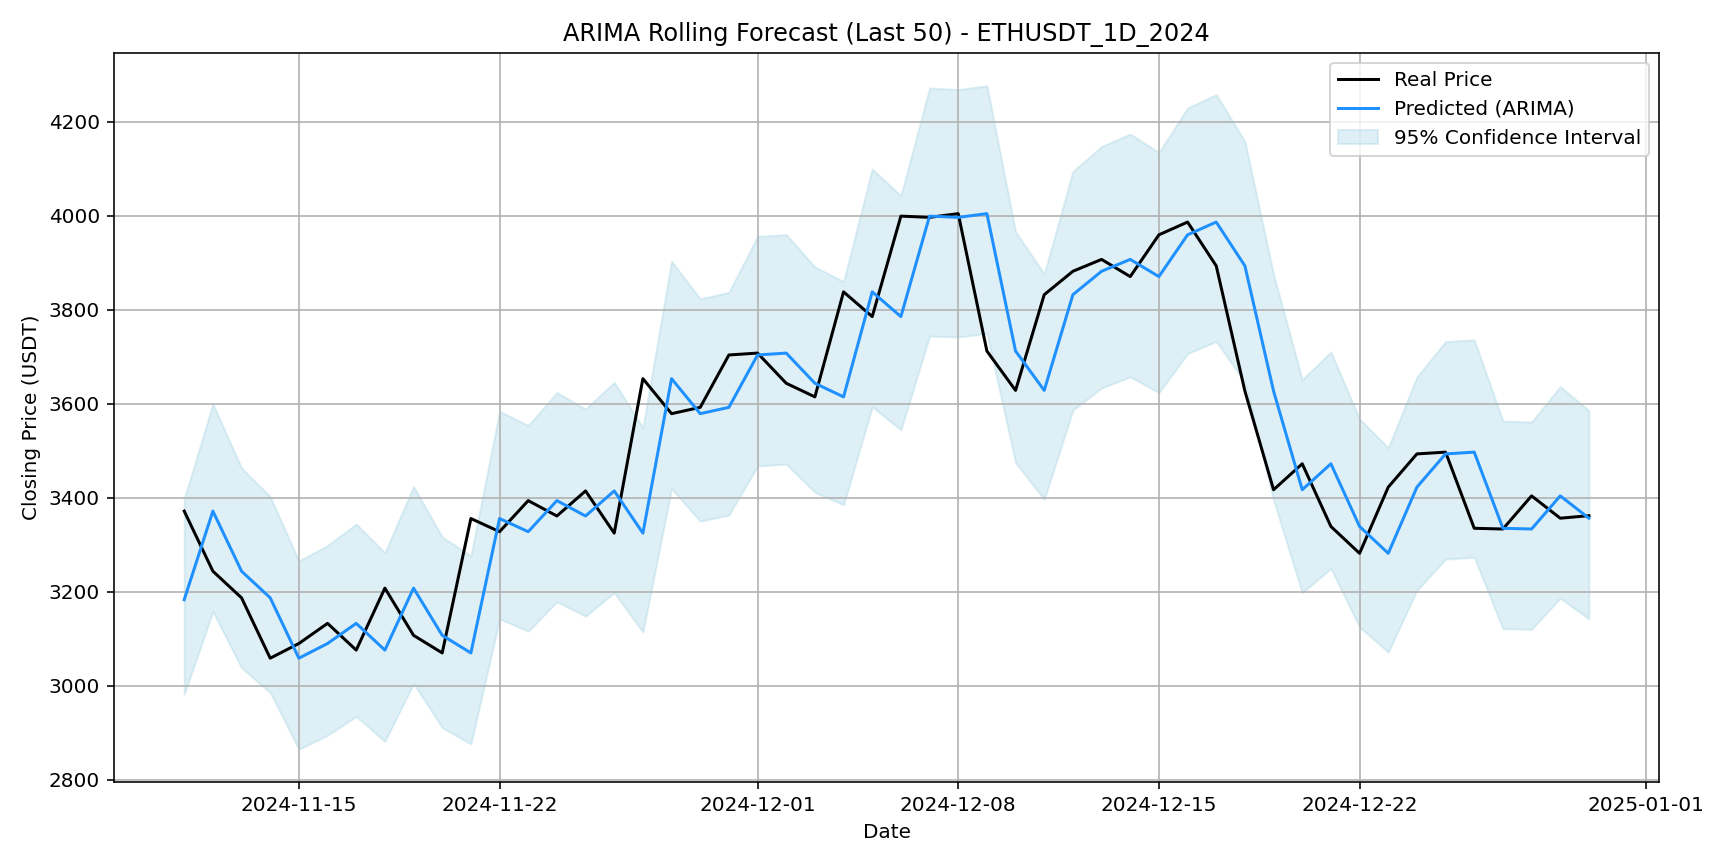 ARIMA Rolling Forecast (Last 50) - ETHUSDT_1D_2024
Real Price
Predicted (ARIMA)
95% Confidence Interval
Closing Price (USDT)
4200
4000
3800
3600
3400
3200
3000
2800
2024-11-15
2024-11-22
2024-12-01
2024-12-08
2024-12-15
2024-12-22
2025-01-01
Date